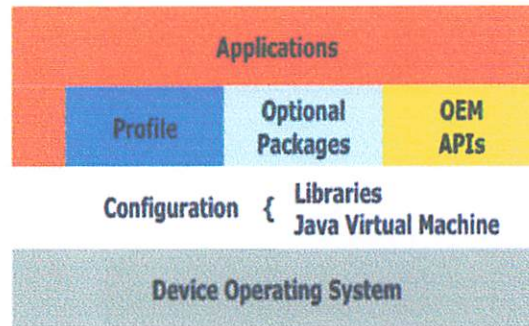 Applications
Profile
Optional
Packages
OEM
APIs
Configuration {
Libraries
Java Virtual Machine
Device Operating System